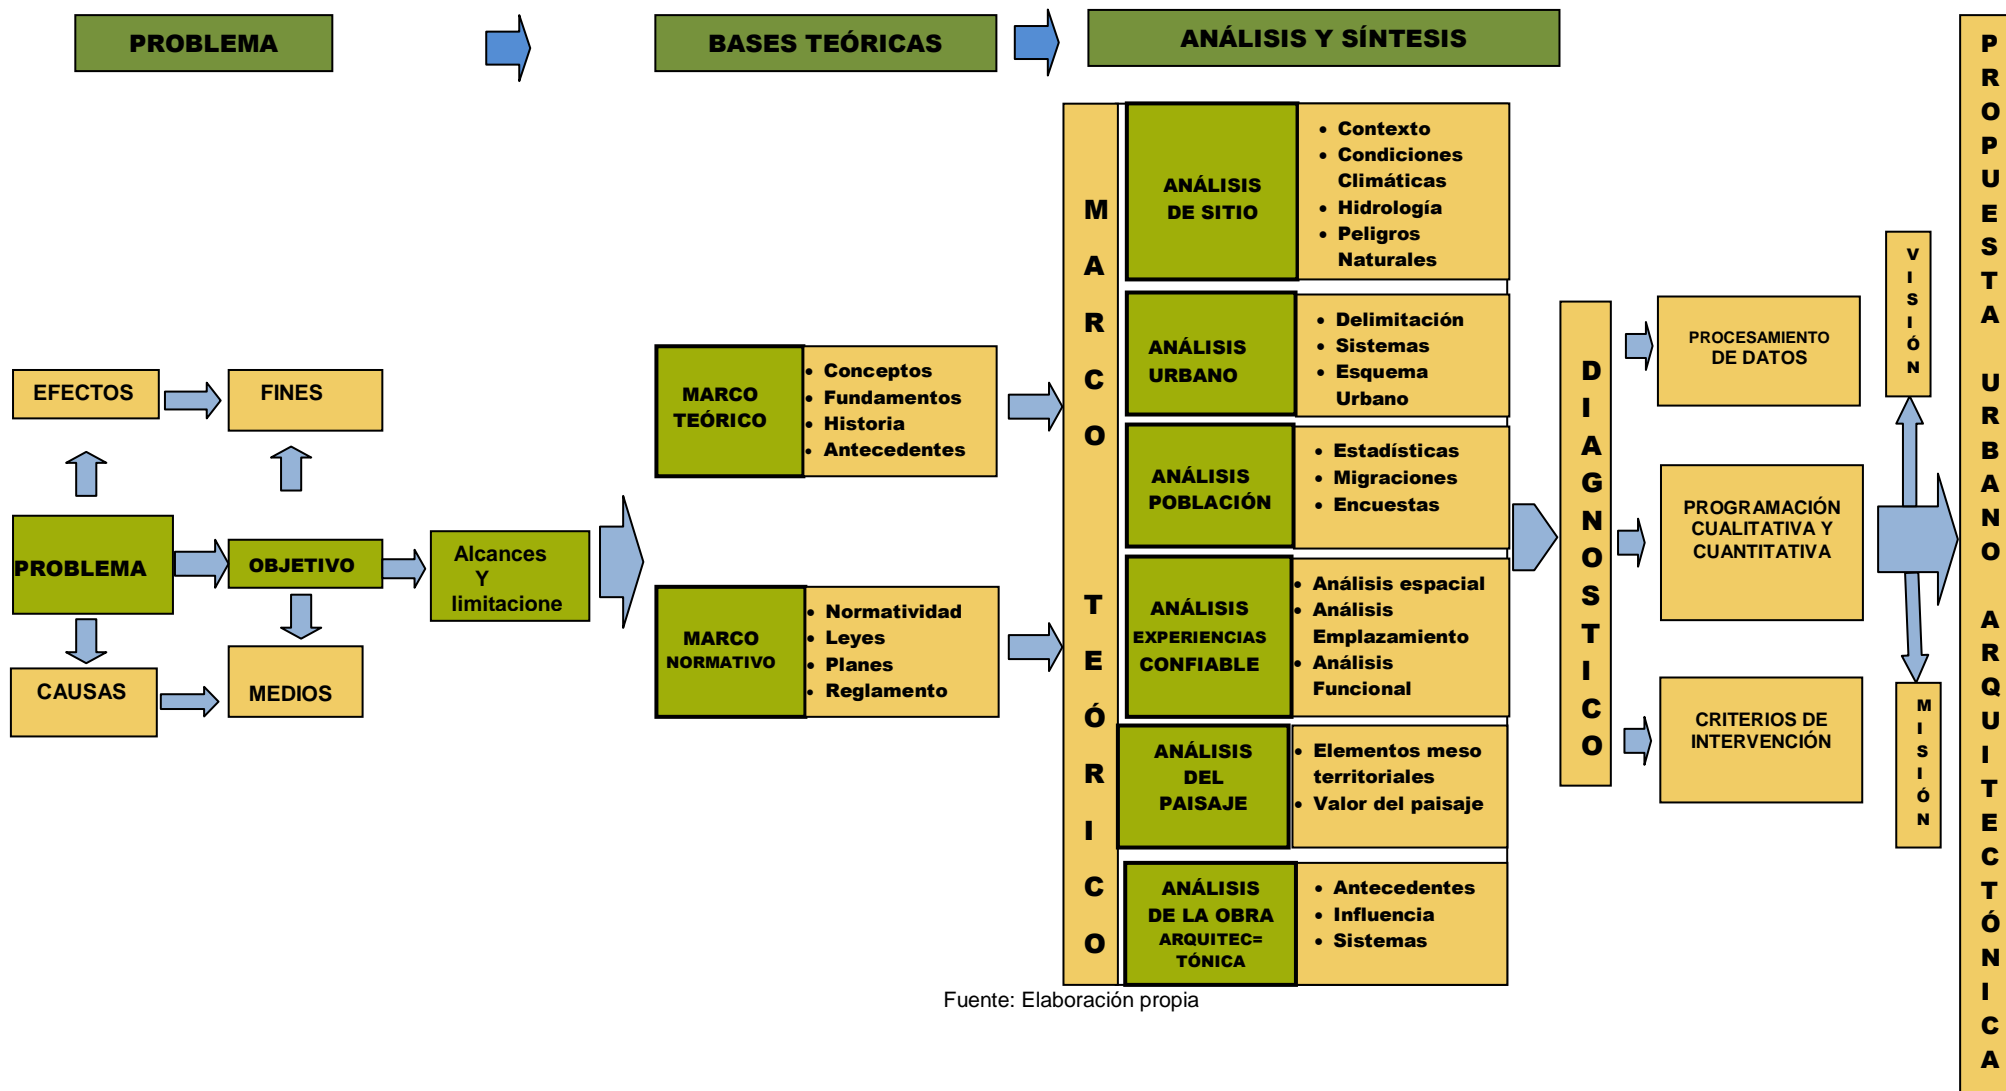 PROBLEMA
BASES TEÓRICAS
ANÁLISIS Y SÍNTESIS
EFECTOS
FINES
PROBLEMA
OBJETIVO
Alcances
Y
limitacione
CAUSAS
MEDIOS
MARCO
TEÓRICO
• Conceptos
• Fundamentos
• Historia
• Antecedentes
MARCO
NORMATIVO
• Normatividad
• Leyes
• Planes
• Reglamento
MARCO TEÓRICO
ANÁLISIS
DE SITIO
• Contexto
• Condiciones
Climáticas
• Hidrología
• Peligros
Naturales
ANÁLISIS
URBANO
• Delimitación
• Sistemas
• Esquema
Urbano
ANÁLISIS
POBLACIÓN
• Estadísticas
• Migraciones
• Encuestas
ANÁLISIS
EXPERIENCIAS
CONFIABLE
• Análisis espacial
• Análisis
Emplazamiento
• Análisis
Funcional
ANÁLISIS
DEL
PAISAJE
• Elementos meso
territoriales
• Valor del paisaje
ANÁLISIS
DE LA OBRA
ARQUITEC=
TÓNICA
• Antecedentes
• Influencia
• Sistemas
DIAGNOSTICO
PROCESAMIENTO
DE DATOS
PROGRAMACIÓN
CUALITATIVA Y
CUANTITATIVA
CRITERIOS DE
INTERVENCIÓN
VISIÓN
MISIÓN
PROPUESTA URBANO ARQUITECTÓNICA
Fuente: Elaboración propia